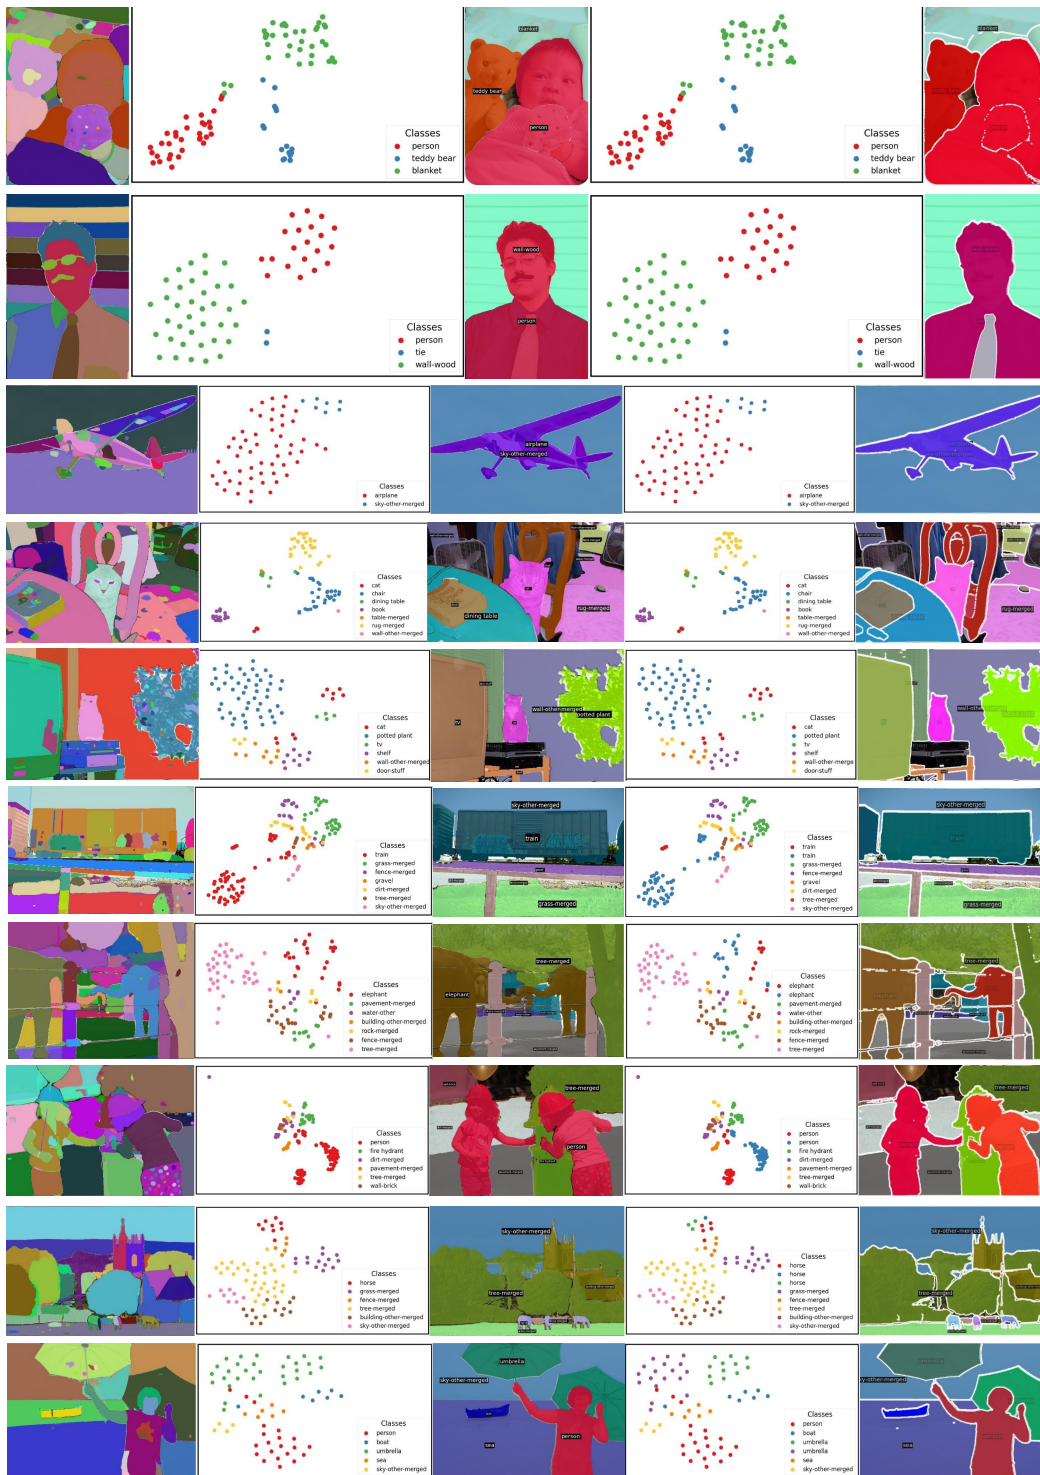 blanket
teddy bear
person
Classes
person
teddy bear
blanket
Classes
person
teddy bear
blanket
blanket
wall-wood
person
Classes
person
tie
wall-wood
Classes
person
tie
wall-wood
airplane
sky-other-merged
Classes
airplane
sky-other-merged
Classes
airplane
sky-other-merged
Classes
cat
chair
dining table
book
table-merged
rug-merged
wall-other-merged
dining table
rug-merged
Classes
cat
chair
dining table
book
table-merged
rug-merged
wall-other-merged
rug-merged
Classes
cat
potted plant
tv
shelf
wall-other-merged
door-stuff
tv
wall-other-merged
potted plant
Classes
cat
potted plant
tv
shelf
wall-other-merge
door-stuff
wall-other-merged
Classes
train
grass-merged
fence-merged
gravel
dirt-merged
tree-merged
sky-other-merged
sky-other-merged
train
grass-merged
Classes
train
train
grass-merged
fence-merged
gravel
dirt-merged
tree-merged
sky-other-merged
sky-other-merged
Classes
elephant
pavement-merged
water-other
building-other-merged
rock-merged
fence-merged
tree-merged
tree-merged
elephant
Classes
elephant
elephant
pavement-merged
water-other
building-other-merged
rock-merged
fence-merged
tree-merged
tree-merged
Classes
person
fire hydrant
dirt-merged
pavement-merged
tree-merged
wall-brick
tree-merged
person
Classes
person
person
fire hydrant
dirt-merged
pavement-merged
tree-merged
wall-brick
tree-merged
Classes
horse
grass-merged
fence-merged
tree-merged
building-other-merged
sky-other-merged
sky-other-merged
tree-merged
Classes
horse
horse
horse
grass-merged
fence-merged
tree-merged
building-other-merged
sky-other-merged
sky-other-merged
tree-merged
Classes
person
boat
umbrella
sea
sky-other-merged
umbrella
sky-other-merged
sea
person
Classes
person
boat
umbrella
umbrella
sea
sky-other-merged
sky-other-merged
sea